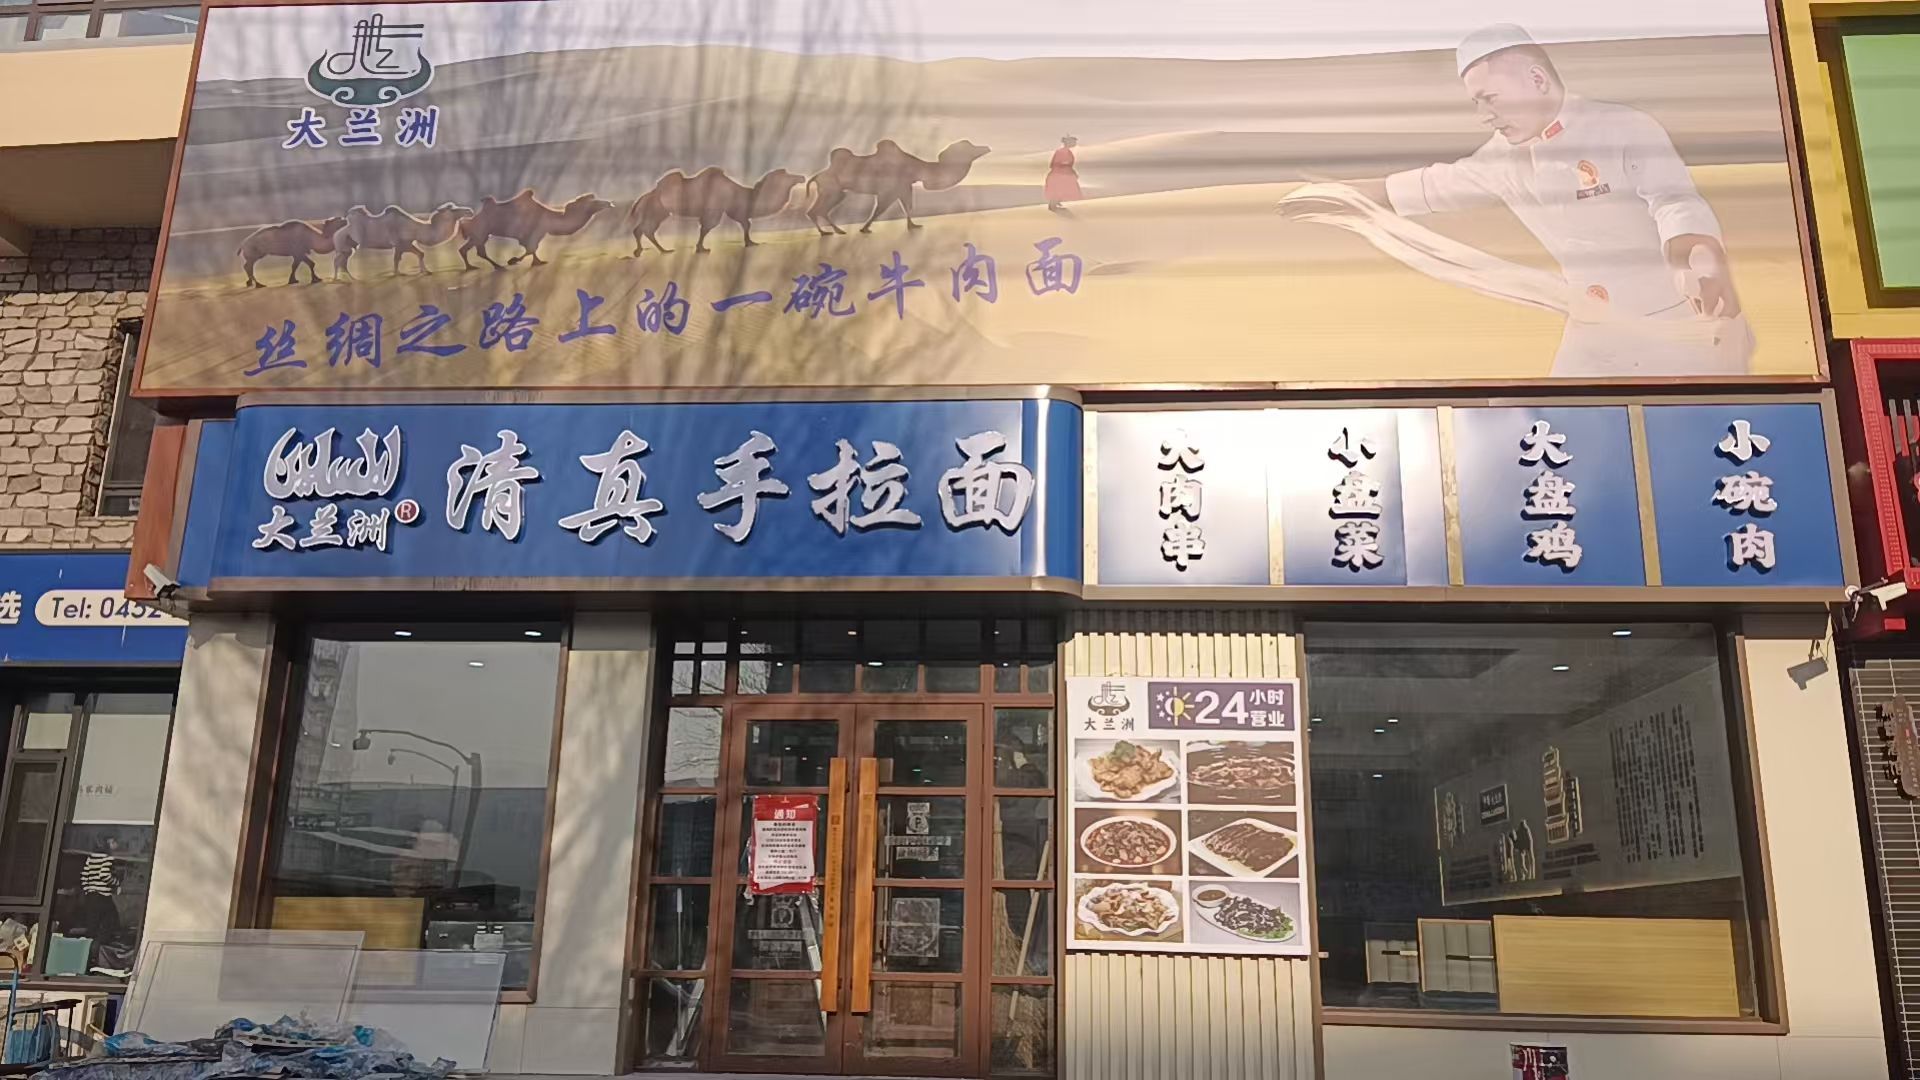 大兰洲
丝绸之路上的一碗牛肉面
大兰洲®
清真手拉面
大肉串
小盘菜
大盘鸡
小碗肉
选
Tel: 0452
大兰洲
24小时营业
通知
P